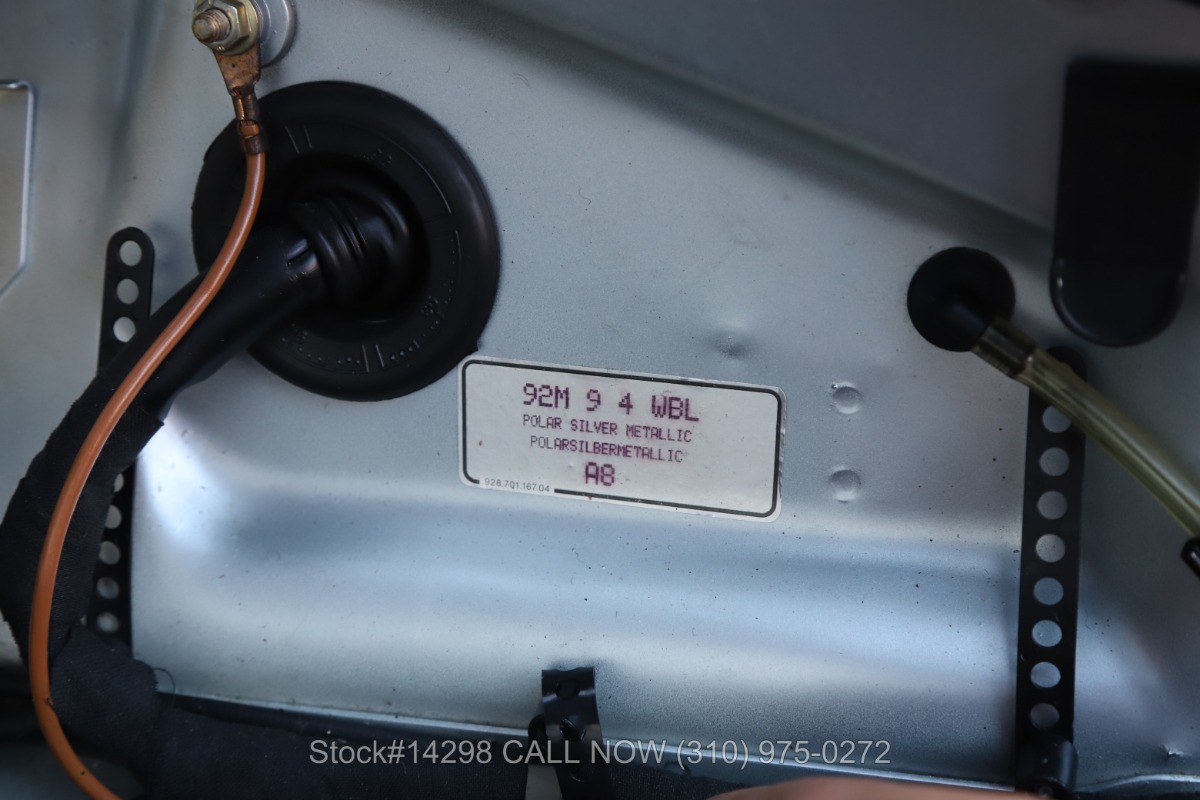 92M 9 4 WBL
POLAR SILVER METALLIC
POLARSILBERMETALLIC
A8
928.701.167.04
Stock#14298 CALL NOW (310) 975-0272